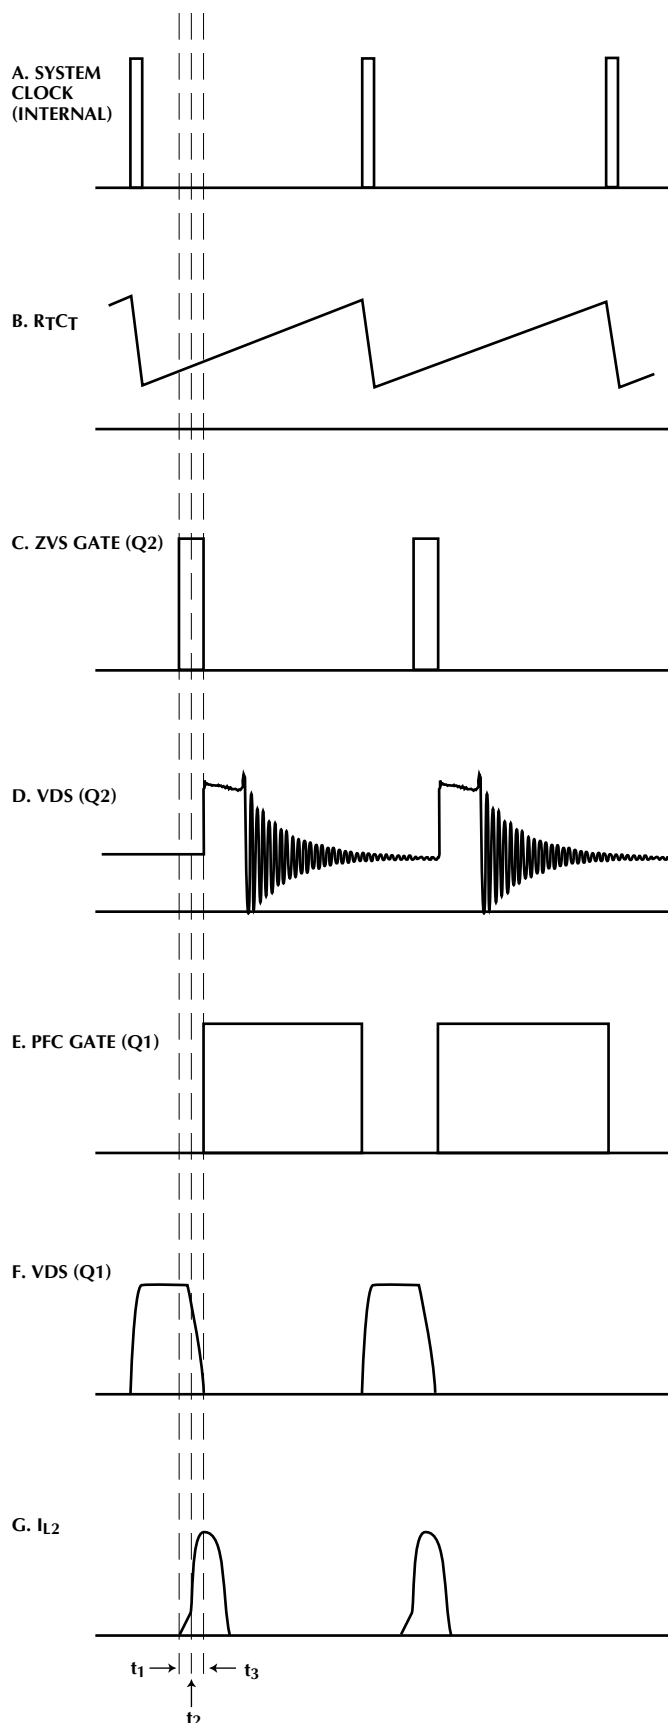 A. SYSTEM
CLOCK
(INTERNAL)
B. RTCT
C. ZVS GATE (Q2)
D. VDS (Q2)
E. PFC GATE (Q1)
F. VDS (Q1)
G. IL2
t1
t3
t2